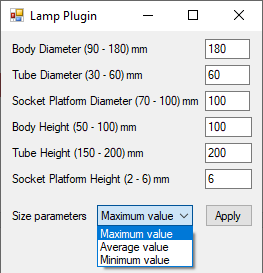 Lamp Plugin
Body Diameter (90 - 180) mm 180
Tube Diameter (30 - 60) mm 60
Socket Platform Diameter (70 - 100) mm 100
Body Height (50 - 100) mm 100
Tube Height (150 - 200) mm 200
Socket Platform Height (2 - 6) mm 6
Size parameters Maximum value Apply
Maximum value
Average value
Minimum value